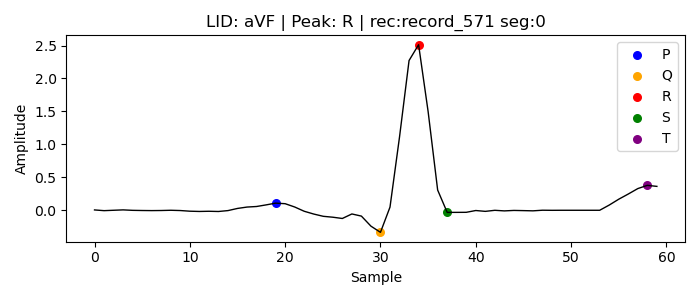 LID: aVF | Peak: R | rec:record_571 seg:0
2.5
2.0
1.5
1.0
0.5
0.0
Amplitude
P
Q
R
S
T
0 10 20 30 40 50 60
Sample